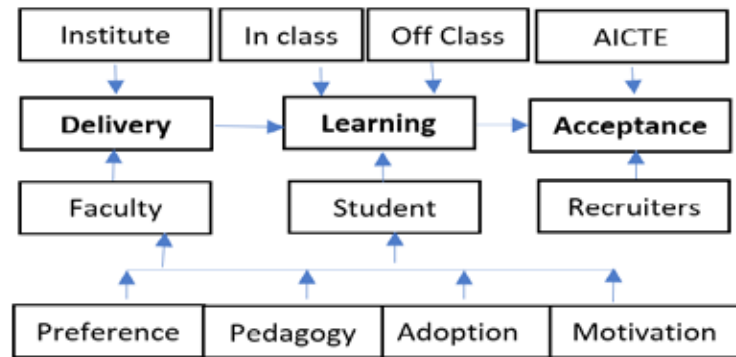 Institute
In class
Off Class
AICTE
Delivery
Learning
Acceptance
Faculty
Student
Recruiters
Preference
Pedagogy
Adoption
Motivation